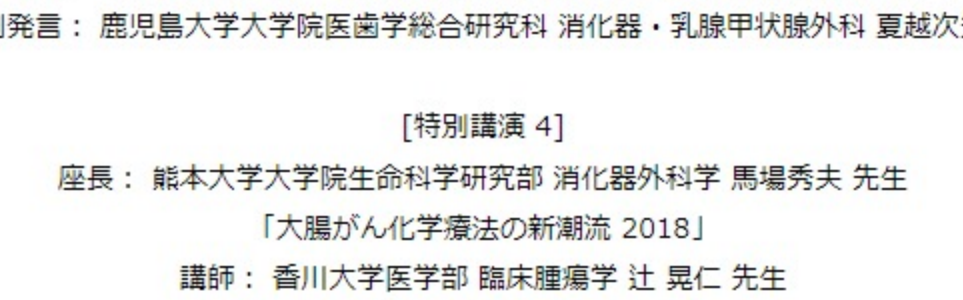 発言： 鹿児島大学大学院医歯学総合研究科 消化器・乳腺甲状腺外科 夏越次
[特別講演 4]
座長： 熊本大学大学院生命科学研究部 消化器外科学 馬場秀夫 先生
「大腸がん化学療法の新潮流 2018」
講師： 香川大学医学部 臨床腫瘍学 辻 晃仁 先生